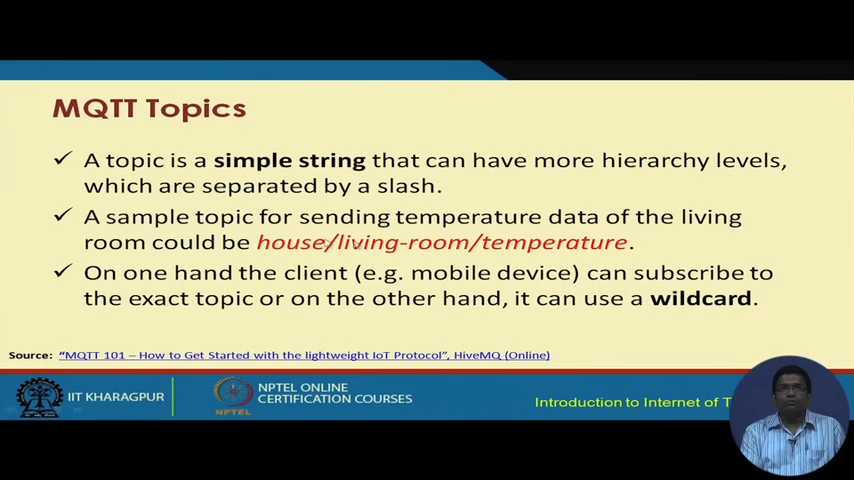 MQTT Topics
✓ A topic is a simple string that can have more hierarchy levels,
which are separated by a slash.
✓ A sample topic for sending temperature data of the living
room could be house/living-room/temperature.
✓ On one hand the client (e.g. mobile device) can subscribe to
the exact topic or on the other hand, it can use a wildcard.
Source: "MQTT 101 – How to Get Started with the lightweight IoT Protocol", HiveMQ (Online)
IIT KHARAGPUR
NPTEL
NPTEL ONLINE
CERTIFICATION COURSES
Introduction to Internet of T